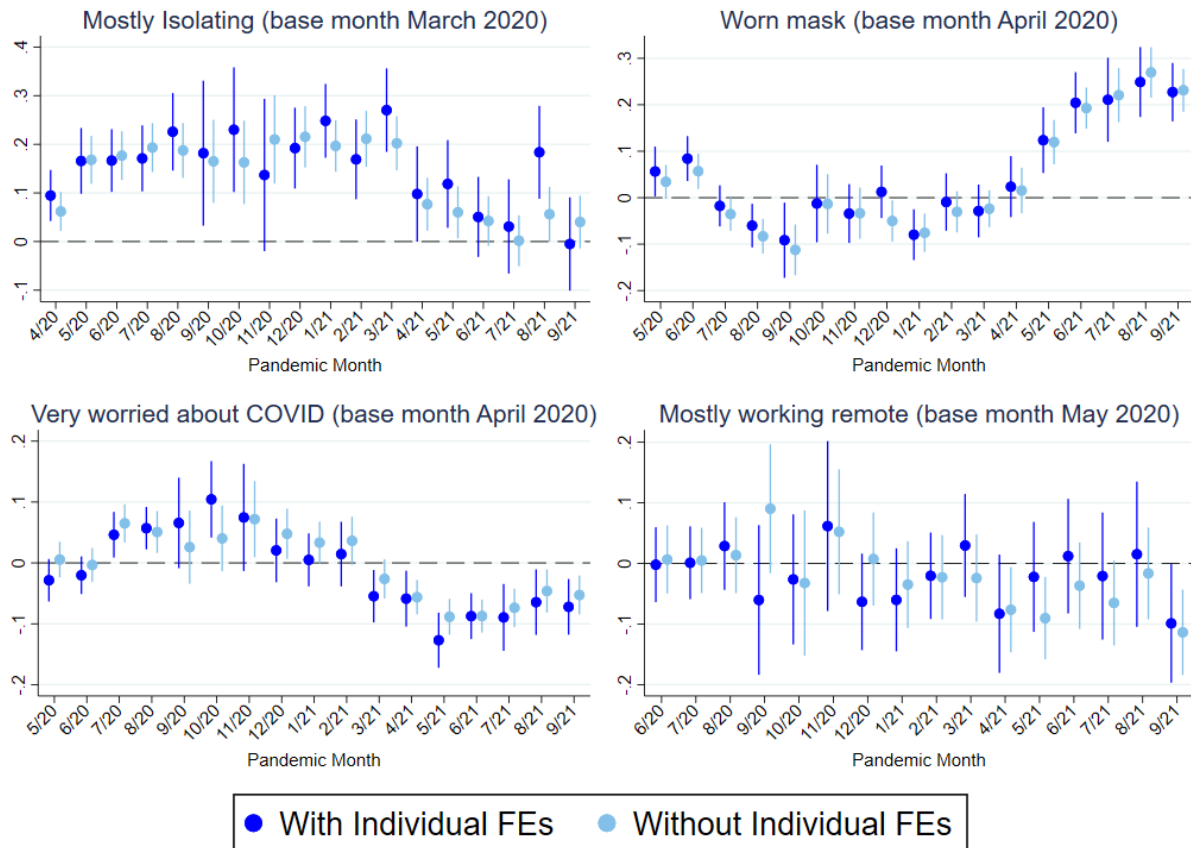 Mostly Isolating (base month March 2020)
.4
.3
.2
.1
0
-.1
4/20 5/20 6/20 7/20 8/20 9/20 10/20 11/20 12/20 1/21 2/21 3/21 4/21 5/21 6/21 7/21 8/21 9/21
Pandemic Month
Worn mask (base month April 2020)
.3
.2
.1
0
-.1
-.2
5/20 6/20 7/20 8/20 9/20 10/20 11/20 12/20 1/21 2/21 3/21 4/21 5/21 6/21 7/21 8/21 9/21
Pandemic Month
Very worried about COVID (base month April 2020)
.2
.1
0
-.1
-.2
5/20 6/20 7/20 8/20 9/20 10/20 11/20 12/20 1/21 2/21 3/21 4/21 5/21 6/21 7/21 8/21 9/21
Pandemic Month
Mostly working remote (base month May 2020)
.2
.1
0
-.1
-.2
6/20 7/20 8/20 9/20 10/20 11/20 12/20 1/21 2/21 3/21 4/21 5/21 6/21 7/21 8/21 9/21
Pandemic Month
With Individual FEs Without Individual FEs